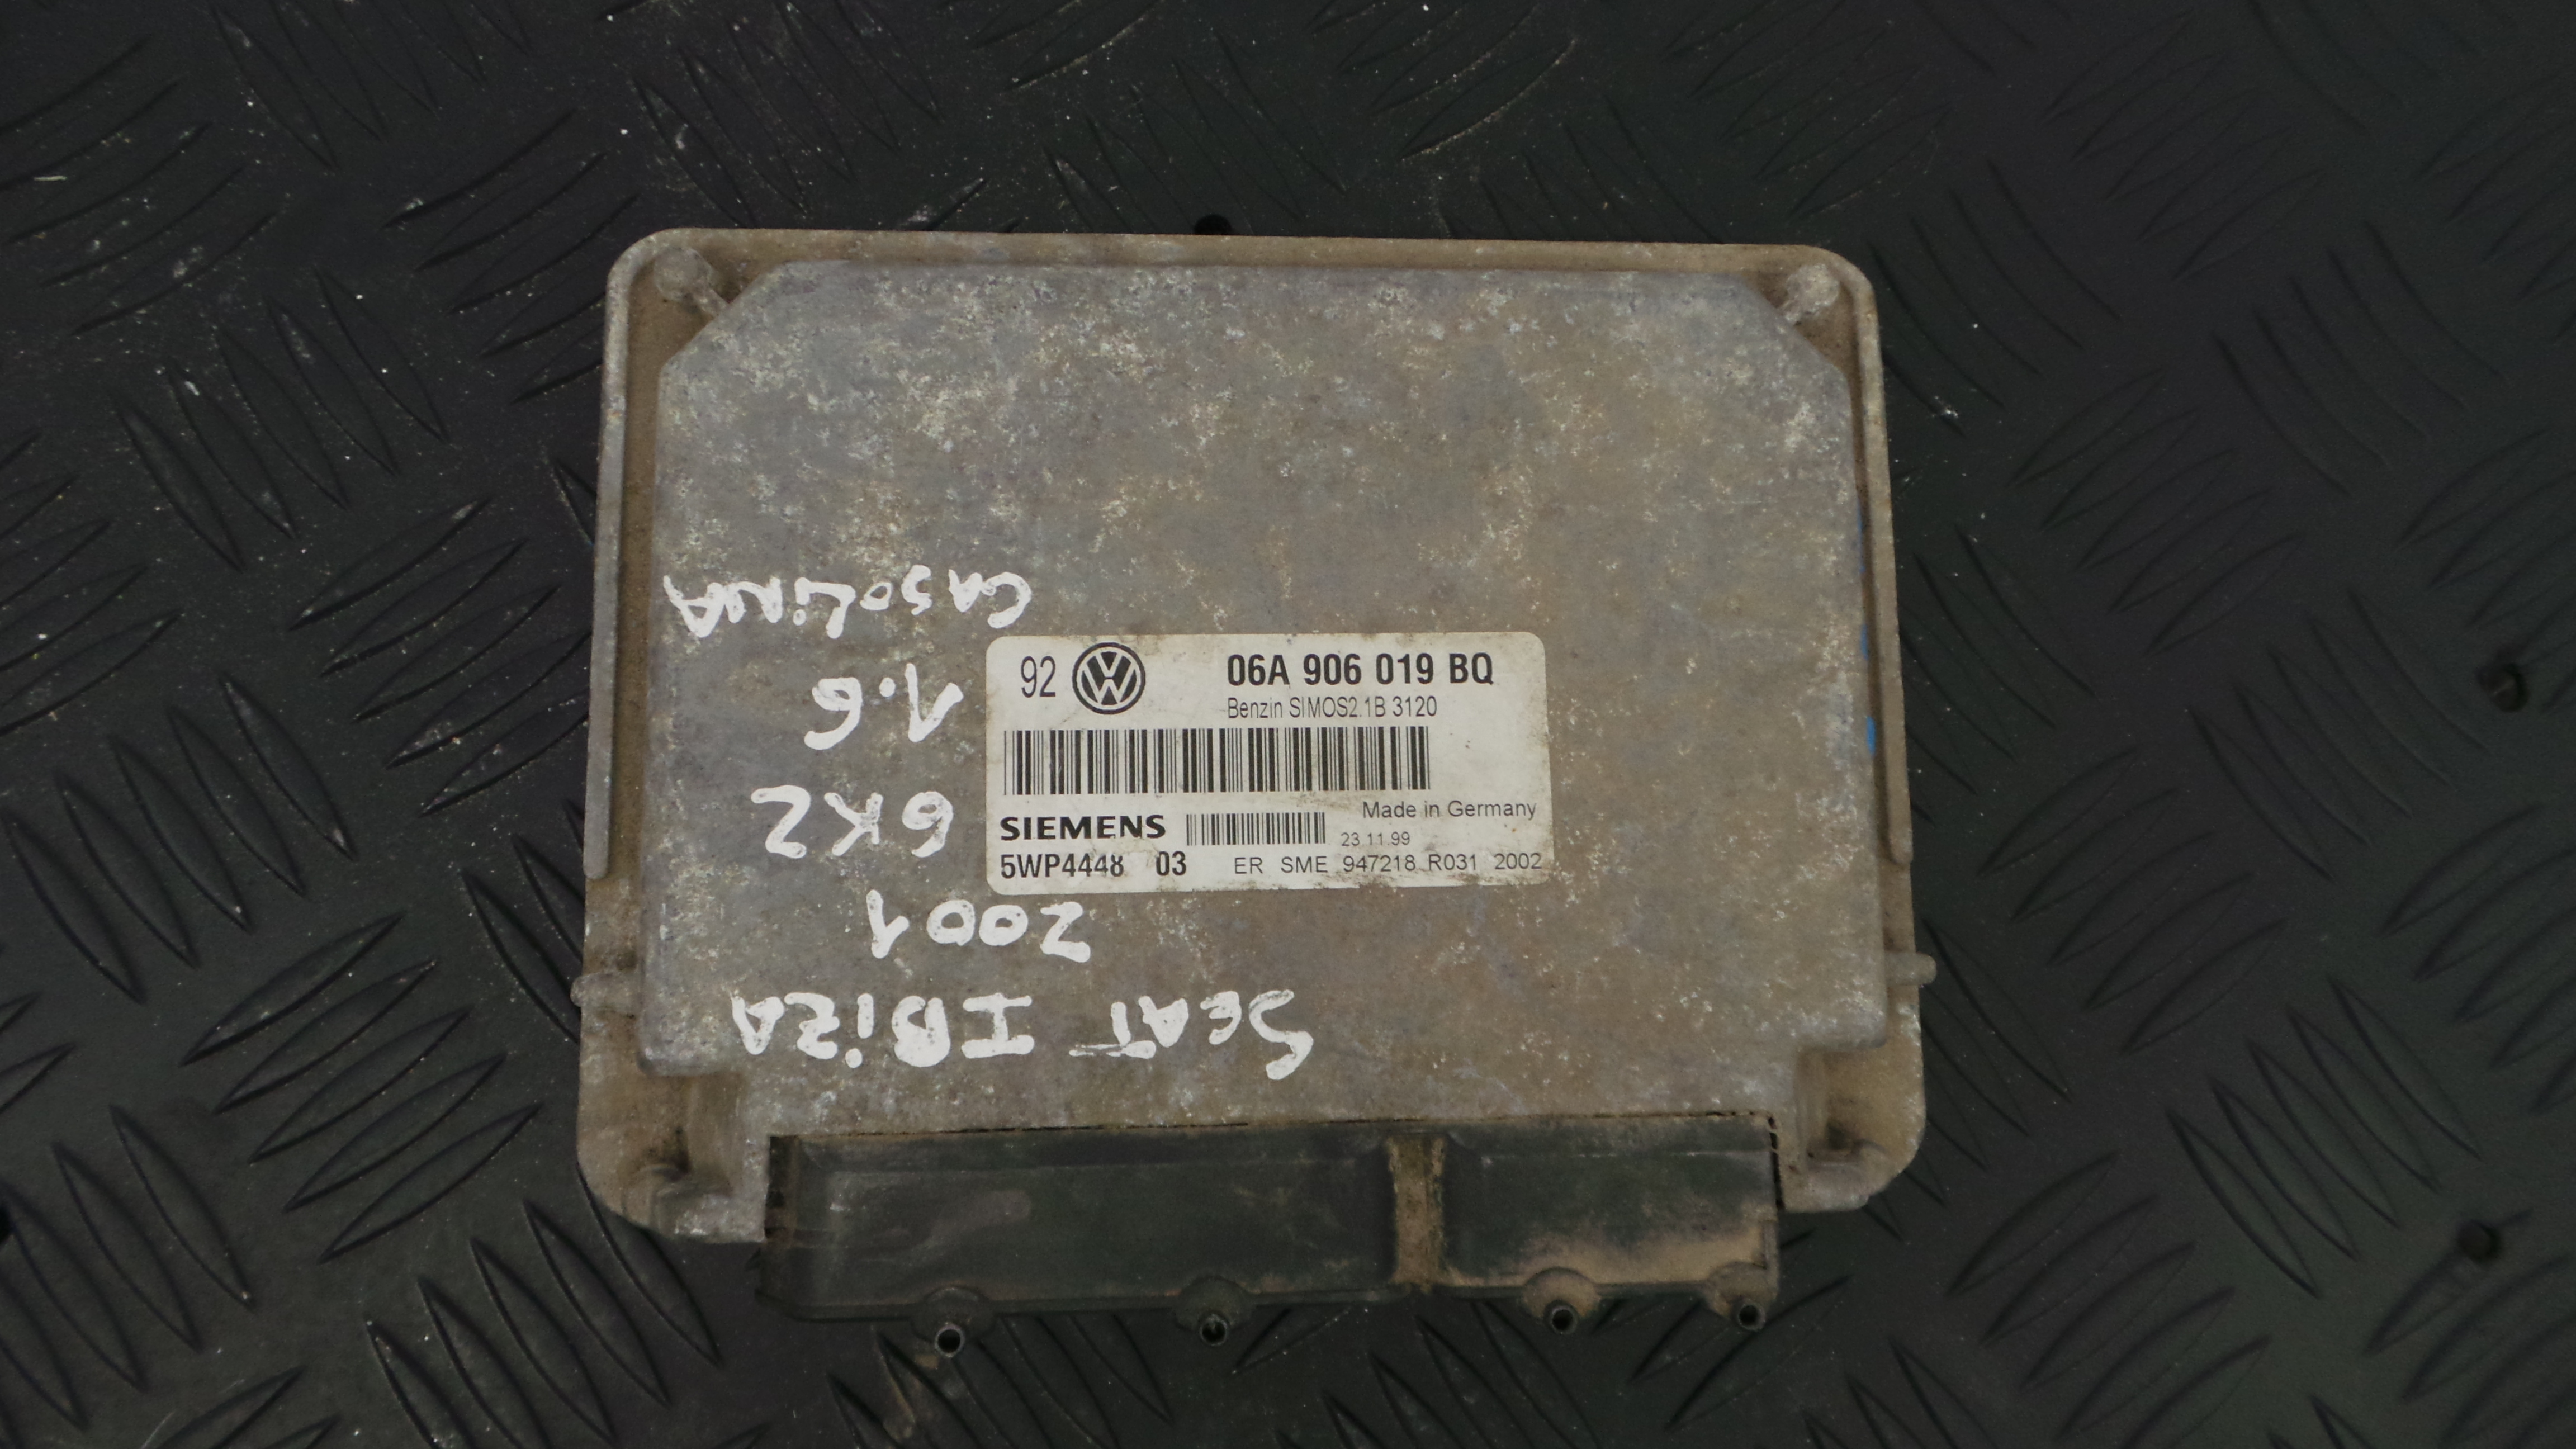 92 VW 06A 906 019 BQ
Benzin SIMOS2.1B 3120
Made in Germany
SIEMENS 23.11.99
5WP4448 03 ER SME 947218 R031 2002
SEAT IBiZA
2001
6K2
1.6
GASOLiNA